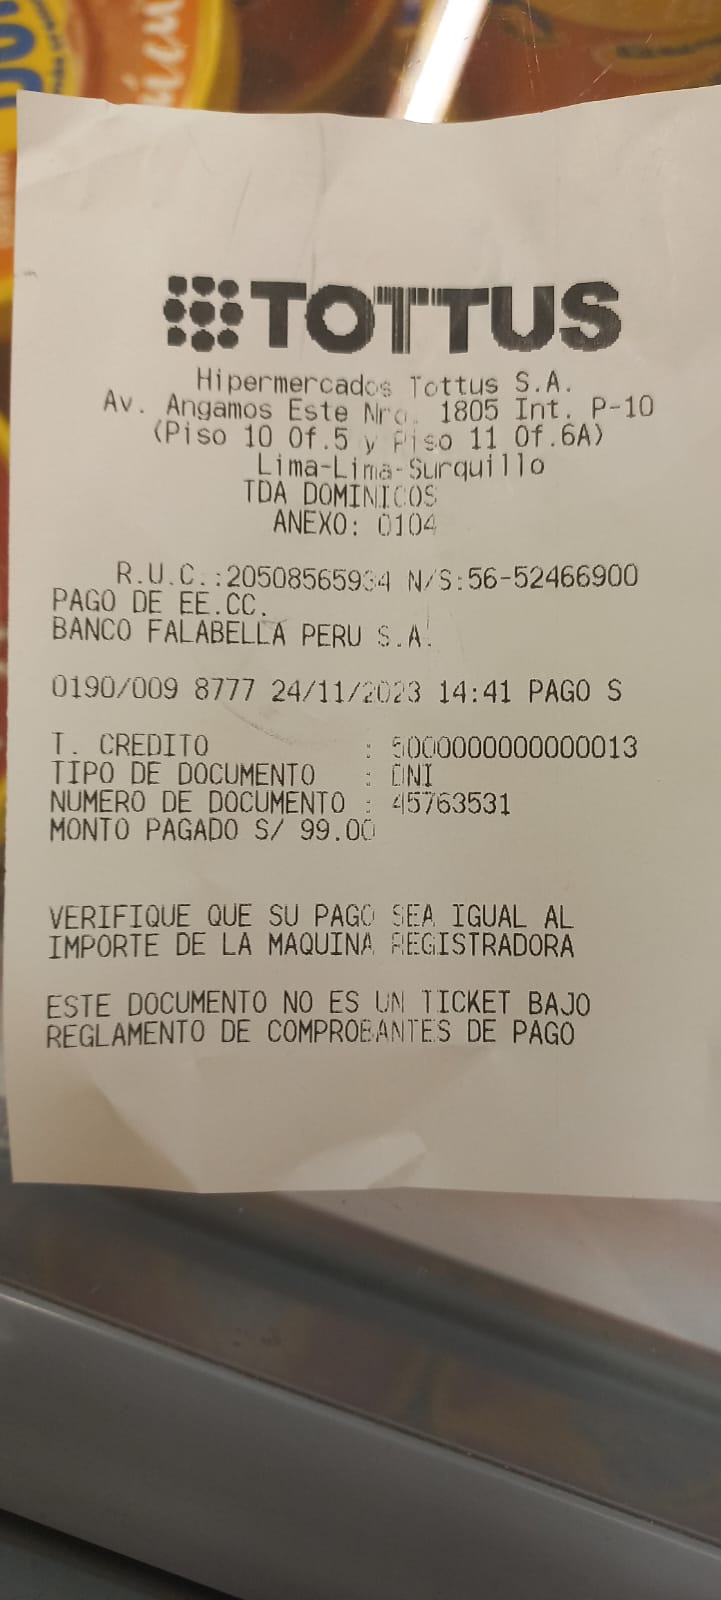 TOTTUS
Hipermercados Tottus S.A.
Av. Angamos Este Nro. 1805 Int. P-10
(Piso 10 Of.5 y Piso 11 Of.6A)
Lima-Lima-Surquillo
TDA DOMINICOS
ANEXO: 0104
R.U.C.:20508565934 N/S:56-52466900
PAGO DE EE.CC.
BANCO FALABELLA PERU S.A.
0190/009 8777 24/11/2023 14:41 PAGO S
T. CREDITO : 5000000000000013
TIPO DE DOCUMENTO : DNI
NUMERO DE DOCUMENTO : 45763531
MONTO PAGADO S/ 99.00
VERIFIQUE QUE SU PAGO SEA IGUAL AL
IMPORTE DE LA MAQUINA REGISTRADORA
ESTE DOCUMENTO NO ES UN TICKET BAJO
REGLAMENTO DE COMPROBANTES DE PAGO